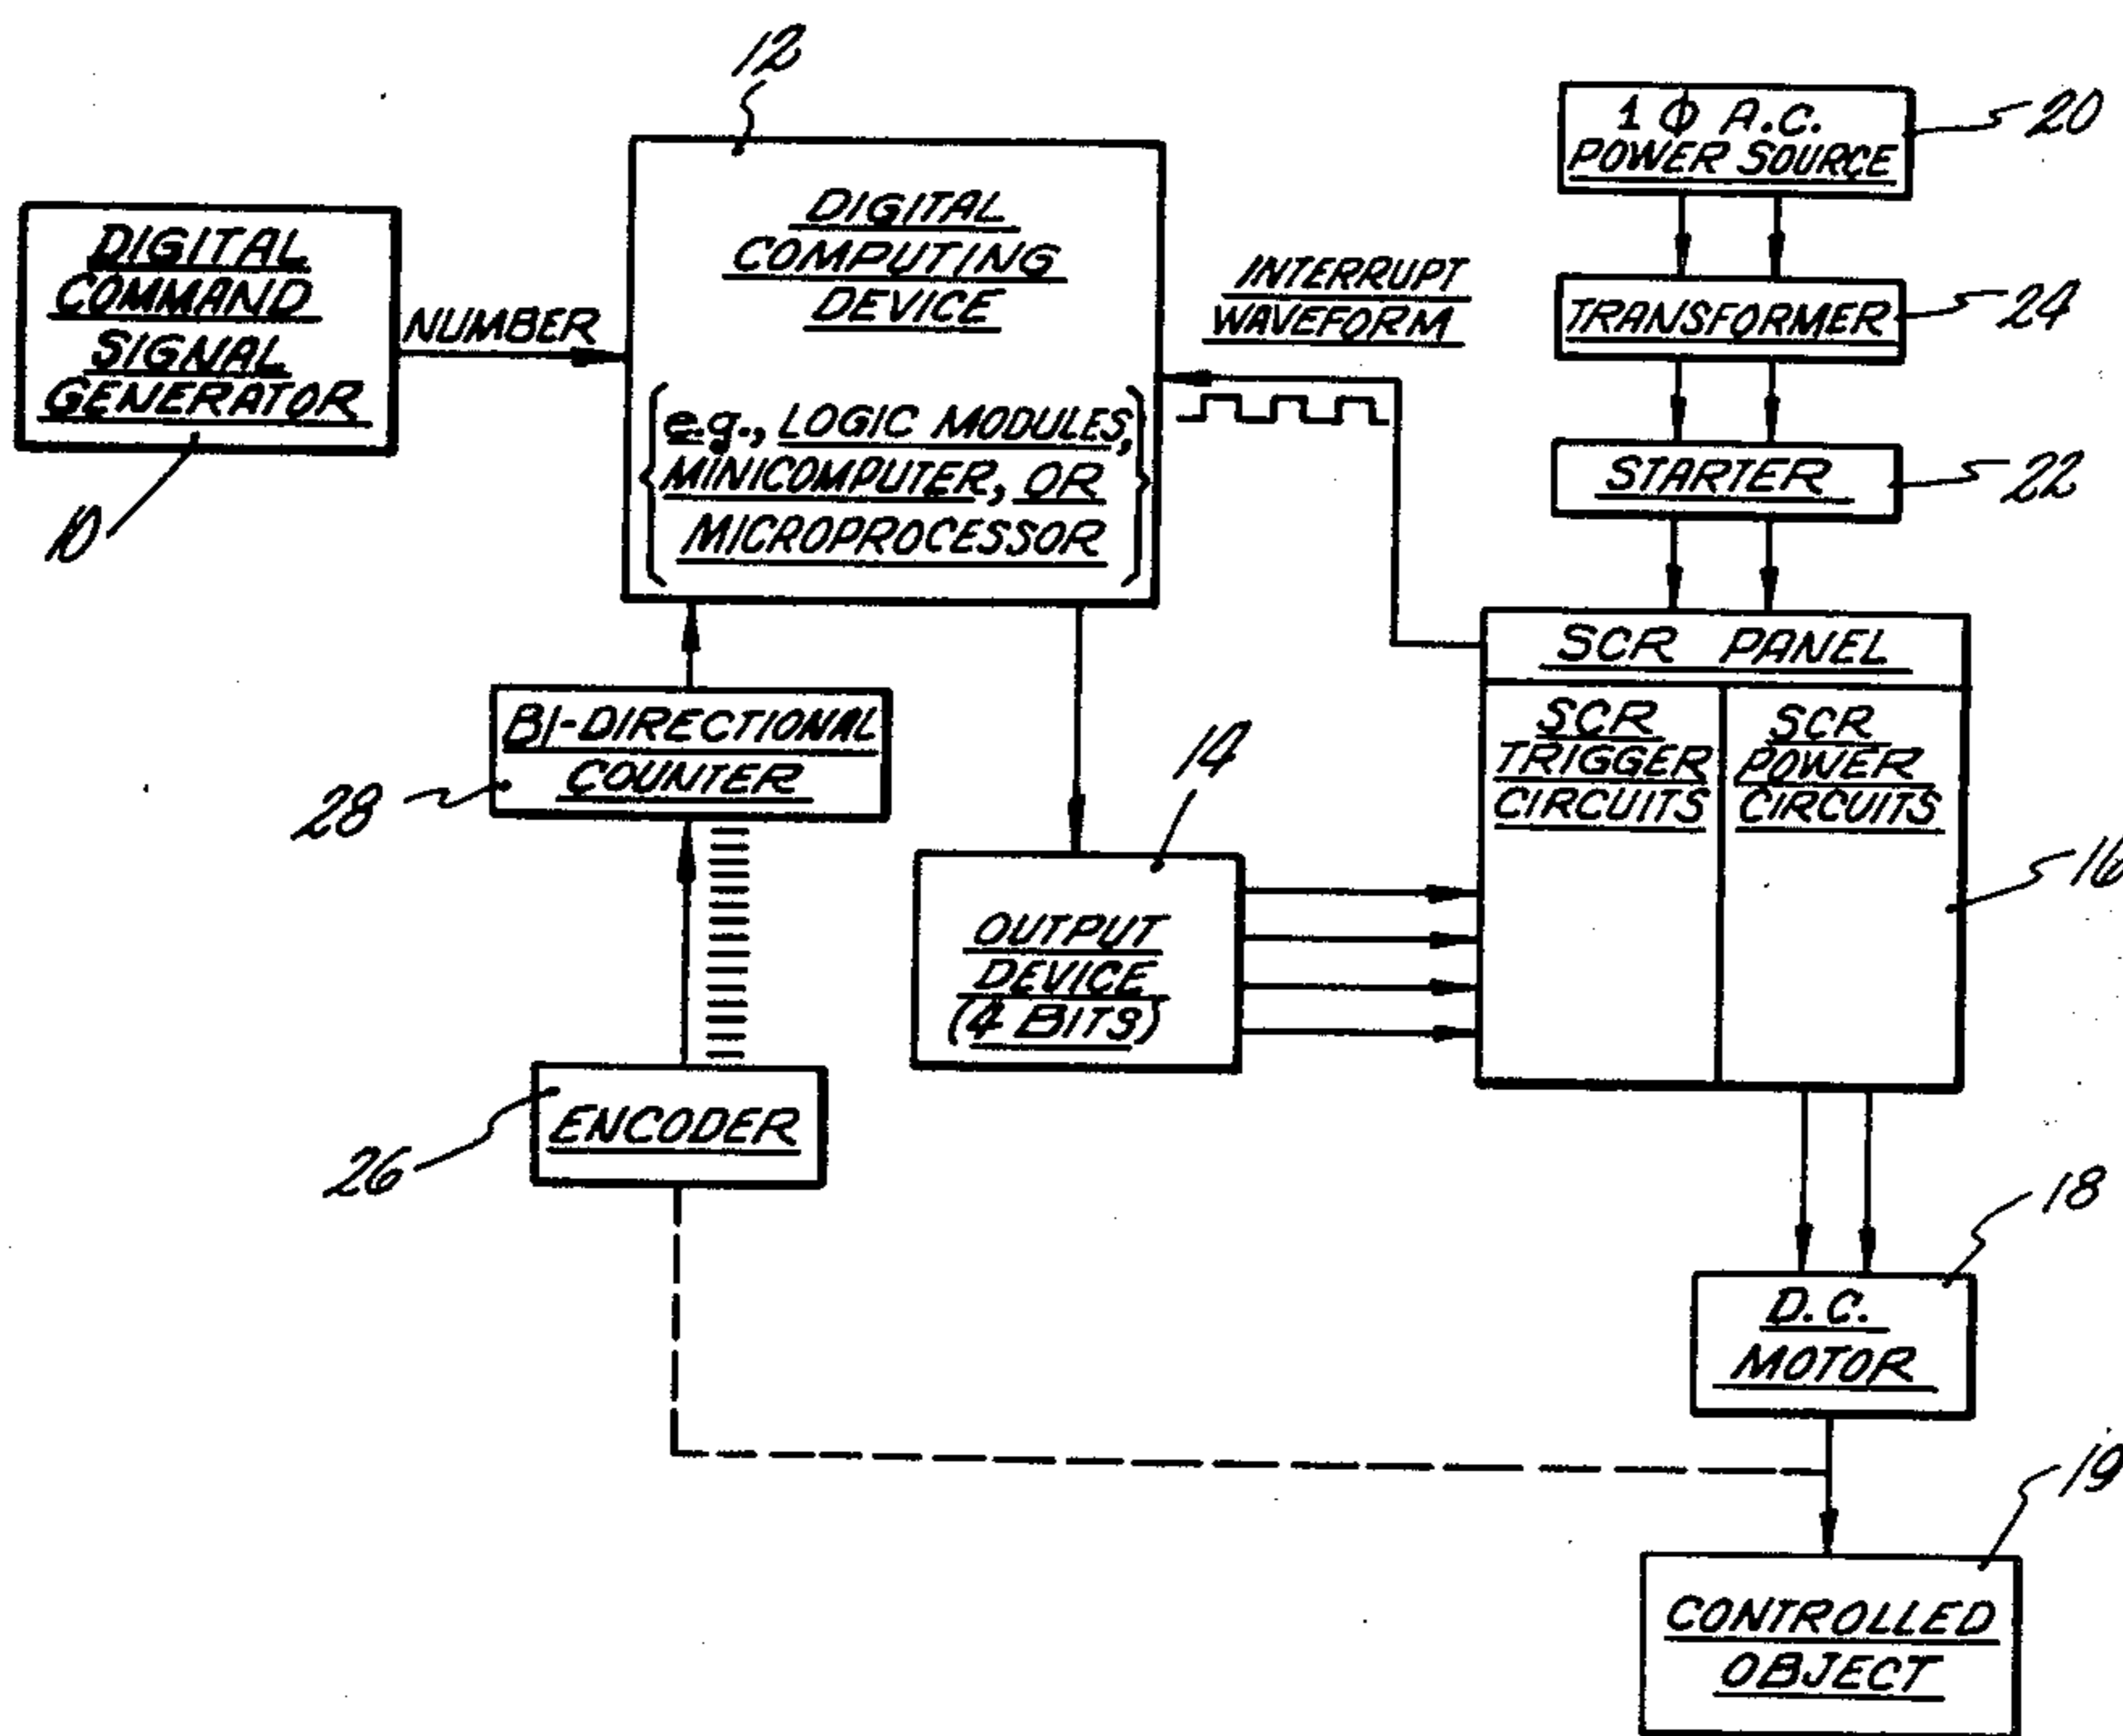 12
DIGITAL
COMMAND
SIGNAL
GENERATOR
10
NUMBER
DIGITAL
COMPUTING
DEVICE
{e.g., LOGIC MODULES,
MINICOMPUTER, OR
MICROPROCESSOR}
INTERRUPT
WAVEFORM
1 Φ A.C.
POWER SOURCE
20
TRANSFORMER
24
STARTER
22
SCR PANEL
SCR
TRIGGER
CIRCUITS
SCR
POWER
CIRCUITS
16
BI-DIRECTIONAL
COUNTER
28
14
OUTPUT
DEVICE
(4 BITS)
ENCODER
26
18
D.C.
MOTOR
19
CONTROLLED
OBJECT